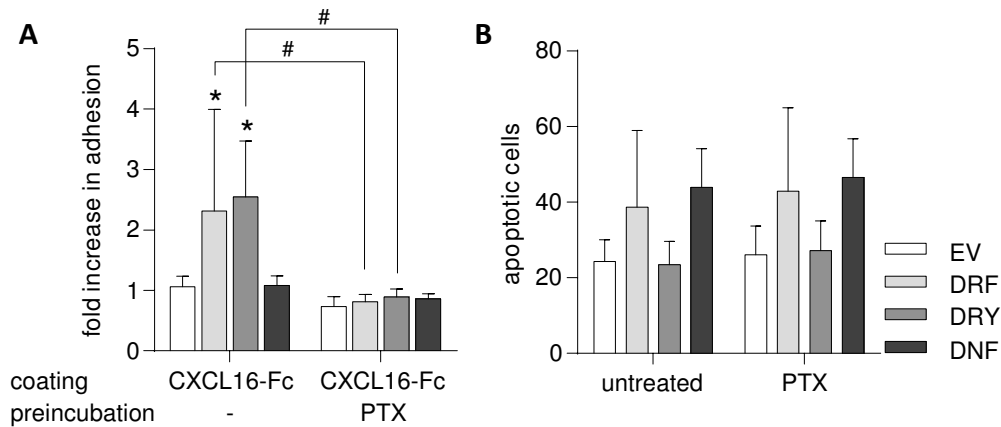 A
fold increase in adhesion
5
4
3
2
1
0
#
#
*
*
coating CXCL16-Fc CXCL16-Fc
preincubation - PTX
B
apoptotic cells
80
60
40
20
0
untreated PTX
EV
DRF
DRY
DNF